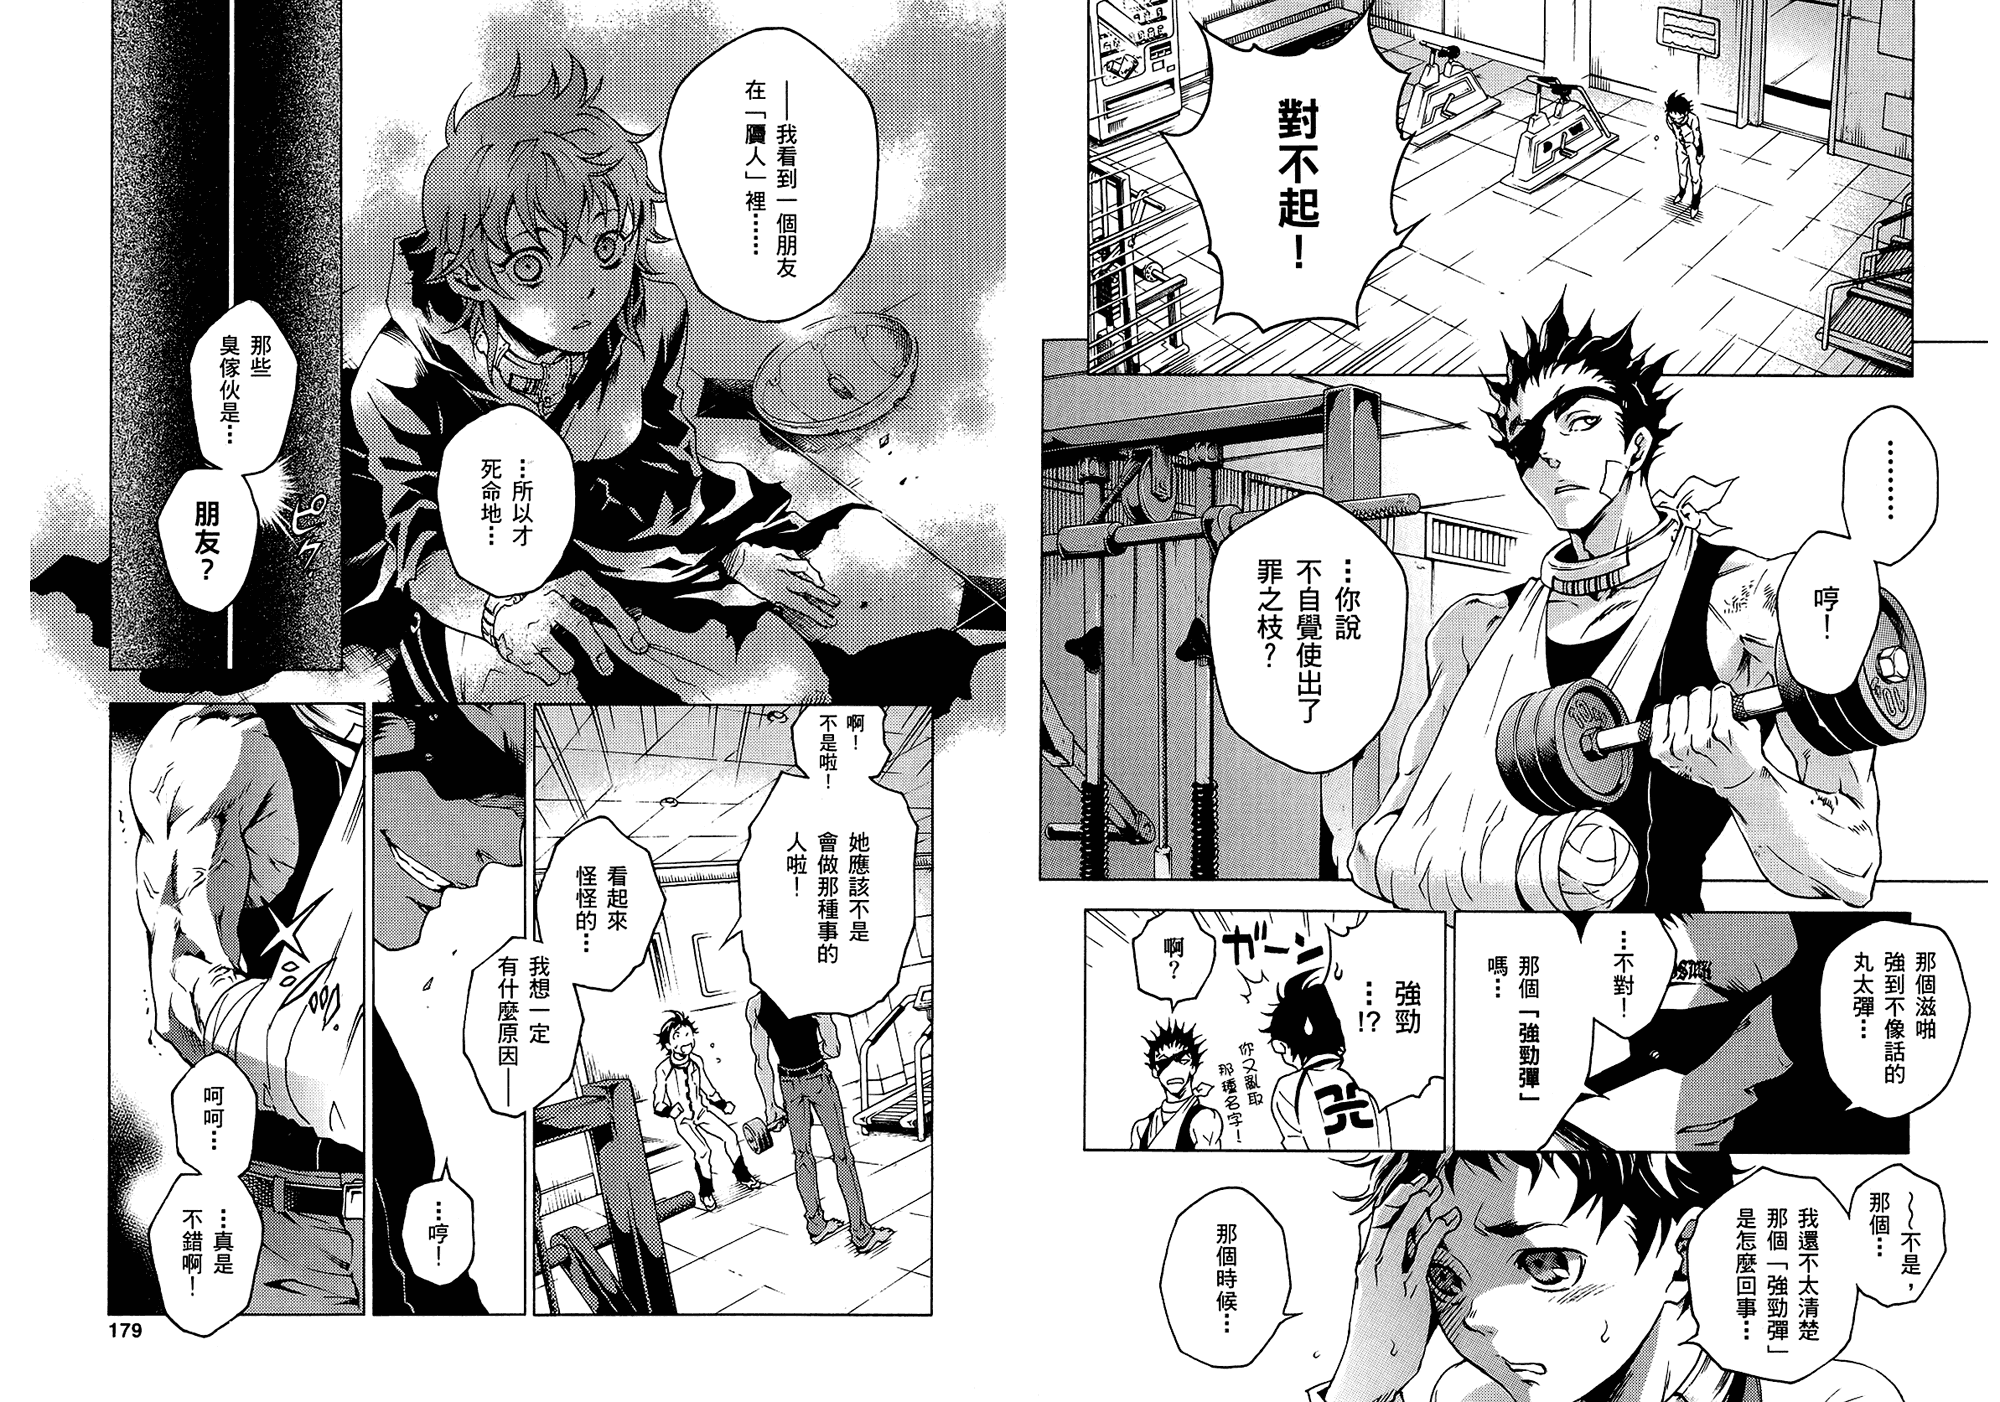 對不起！
………
哼！
…你說
不自覺使出了
罪之枝？
那個滋啪
強到不像話的
丸太彈…
…不對！
那個「強勁彈」
嗎…
強勁
…!?
ガーン
啊？
你又亂取
那種名字！
～不是，
那個…
我還不太清楚
那個「強勁彈」
是怎麼回事…
那個時候…
——我看到一個朋友
在「贗人」裡……
…所以才
死命地…
那些
臭傢伙是…
朋友？
ピク
啊！
不是啦！
她應該不是
會做那種事的
人啦！
看起來
怪怪的…
我想一定
有什麼原因——
…哼！
呵呵…
…真是
不錯啊！
179